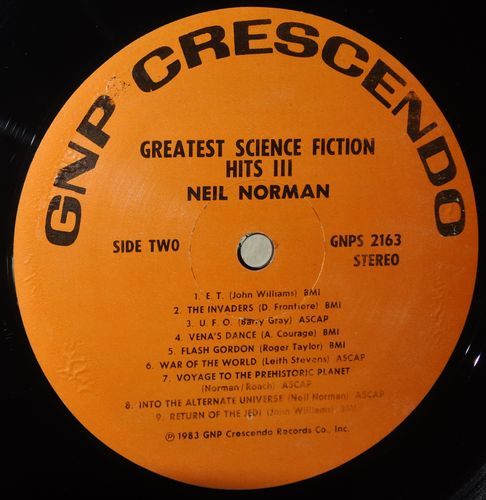 GNP CRESCENDO
GREATEST SCIENCE FICTION
HITS III
NEIL NORMAN
SIDE TWO
GNPS 2163
STEREO
1. E.T. (John Williams) BMI
2. THE INVADERS (D. Frontiere) BMI
3. U.F.O. (Barry Gray) ASCAP
4. VENA'S DANCE (A. Courage) BMI
5. FLASH GORDON (Roger Taylor) BMI
6. WAR OF THE WORLD (Leith Stevens) ASCAP
7. VOYAGE TO THE PREHISTORIC PLANET
(Norman/Roach) ASCAP
8. INTO THE ALTERNATE UNIVERSE (Neil Norman) ASCAP
9. RETURN OF THE JEDI (John Williams) BMI
℗ © 1983 GNP Crescendo Records Co., Inc.